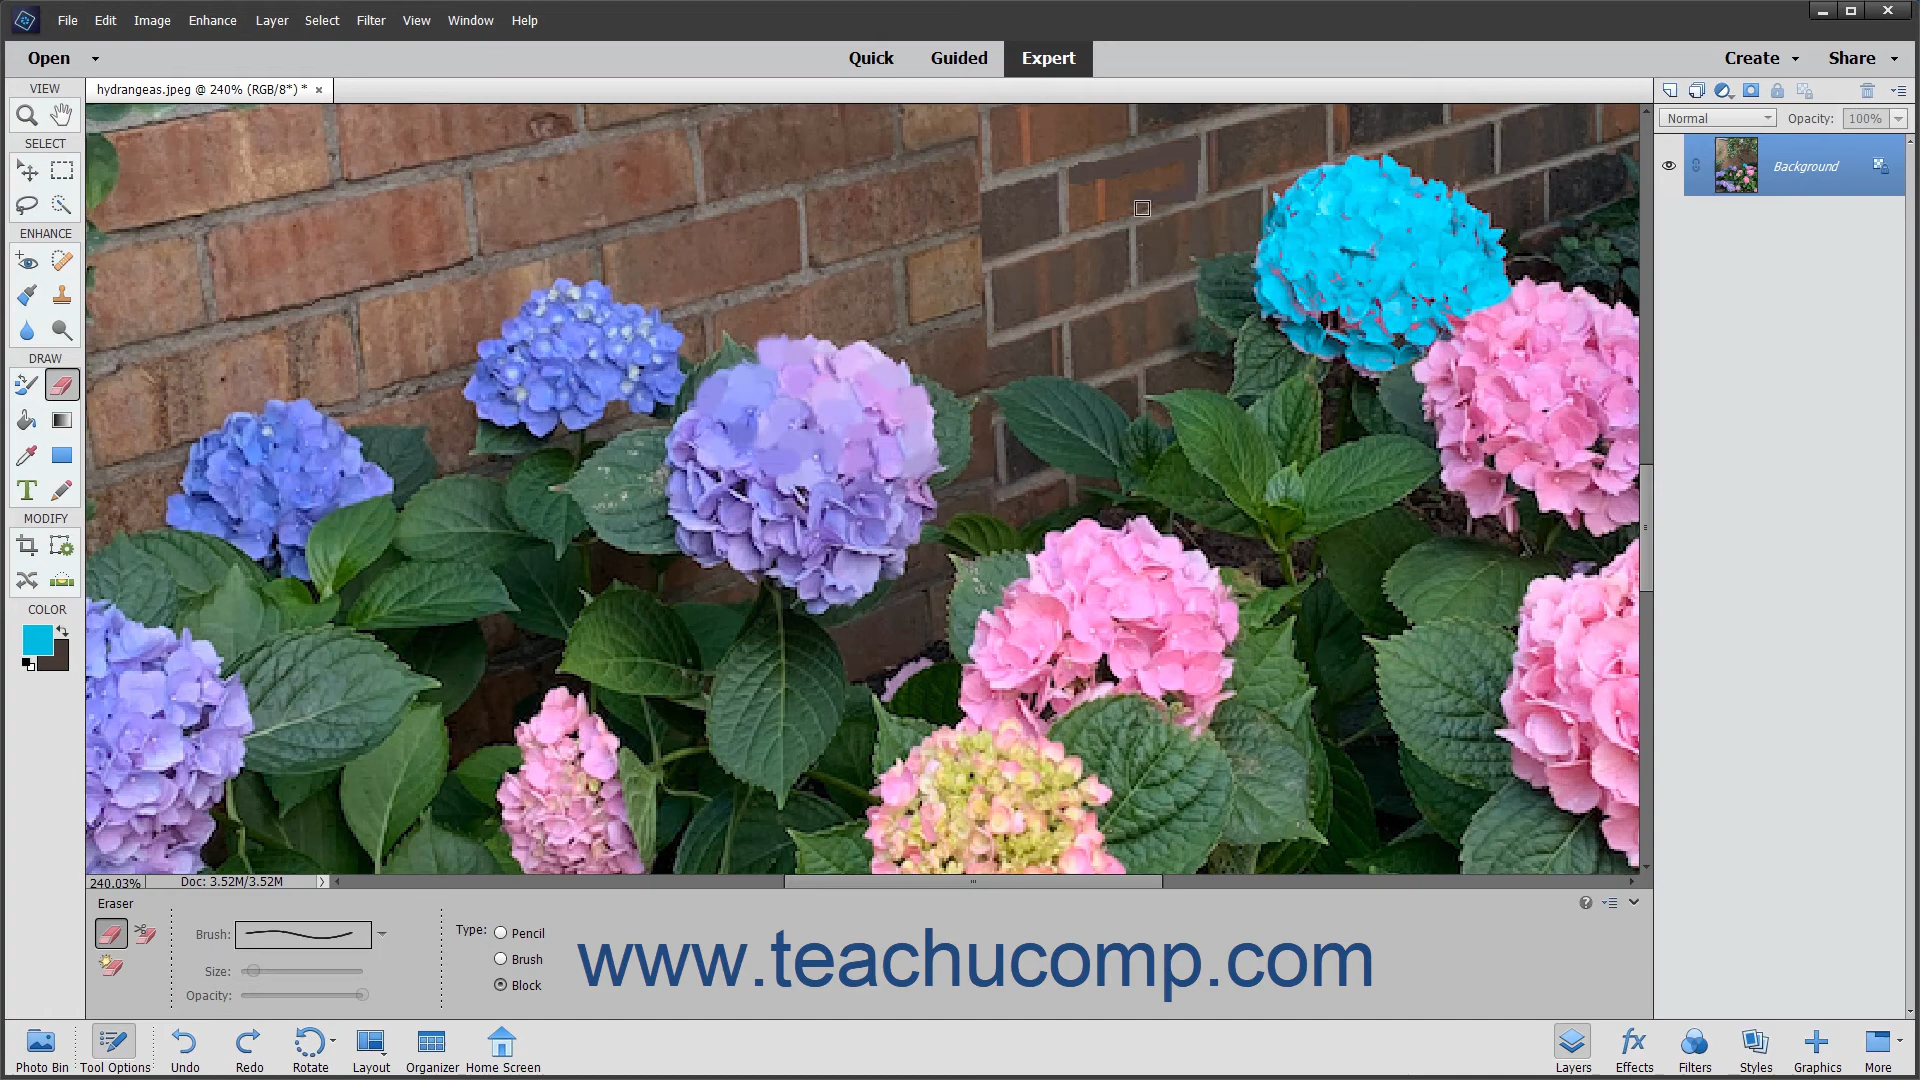 File Edit Image Enhance Layer Select Filter View Window Help
Open Quick Guided Expert Create Share
VIEW
hydrangeas.jpeg @ 240% (RGB/8*) *
Normal Opacity: 100%
SELECT
Background
ENHANCE
DRAW
MODIFY
COLOR
240.03% Doc: 3.52M/3.52M
Eraser
Brush:
Size:
Opacity:
Type:
Pencil
Brush
Block
www.teachucomp.com
Photo Bin Tool Options Undo Redo Rotate Layout Organizer Home Screen Layers Effects Filters Styles Graphics More